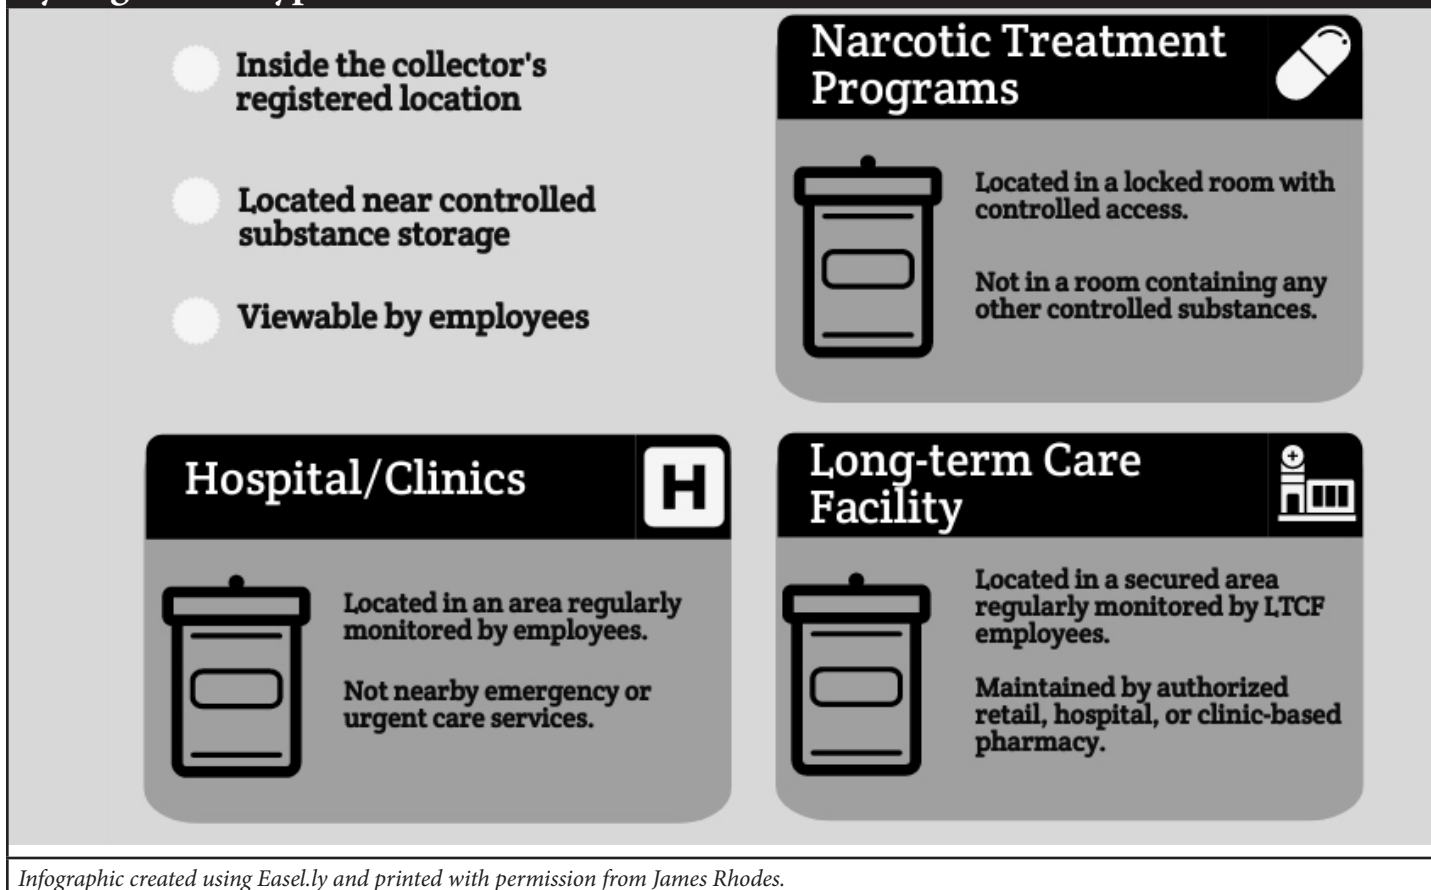 Inside the collector's
registered location
Located near controlled
substance storage
Viewable by employees
Narcotic Treatment
Programs
Located in a locked room with
controlled access.
Not in a room containing any
other controlled substances.
Hospital/Clinics
H
Located in an area regularly
monitored by employees.
Not nearby emergency or
urgent care services.
Long-term Care
Facility
Located in a secured area
regularly monitored by LTCF
employees.
Maintained by authorized
retail, hospital, or clinic-based
pharmacy.
Infographic created using Easel.ly and printed with permission from James Rhodes.